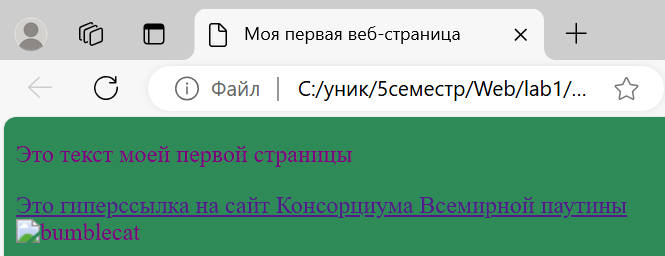 Моя первая веб-страница
Файл | C:/уник/5семестр/Web/lab1/...
Это текст моей первой страницы
Это гиперссылка на сайт Консорциума Всемирной паутины
bumblecat